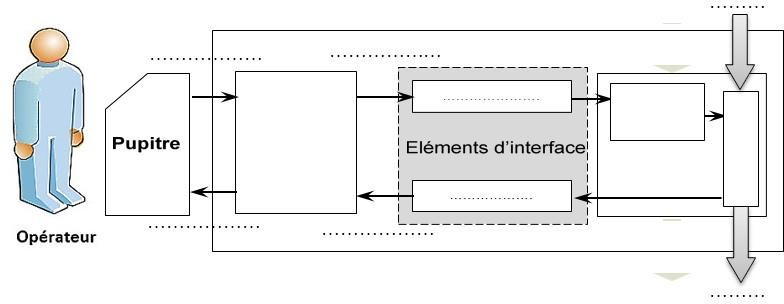 Pupitre
Eléments d'interface
Opérateur